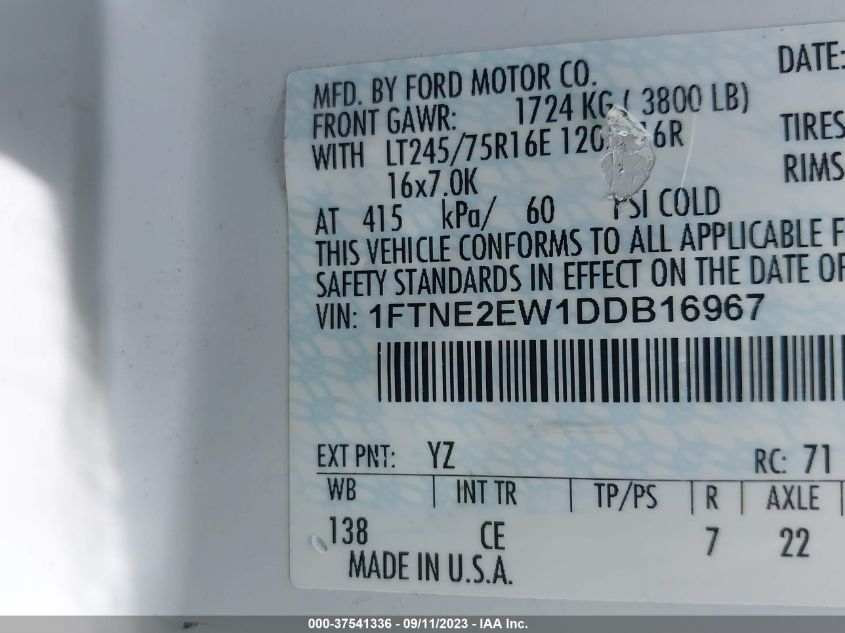 MFD. BY FORD MOTOR CO.
DATE:
FRONT GAWR: 1724 KG ( 3800 LB)
WITH LT245/75R16E 120 16R
TIRES
16x7.0K
RIMS
AT 415 kPa/ 60 PSI COLD
THIS VEHICLE CONFORMS TO ALL APPLICABLE F
SAFETY STANDARDS IN EFFECT ON THE DATE OF
VIN: 1FTNE2EW1DDB16967
EXT PNT: YZ RC: 71
WB INT TR TP/PS R AXLE
138 CE 7 22
MADE IN U.S.A.
000-37541336 - 09/11/2023 - IAA Inc.